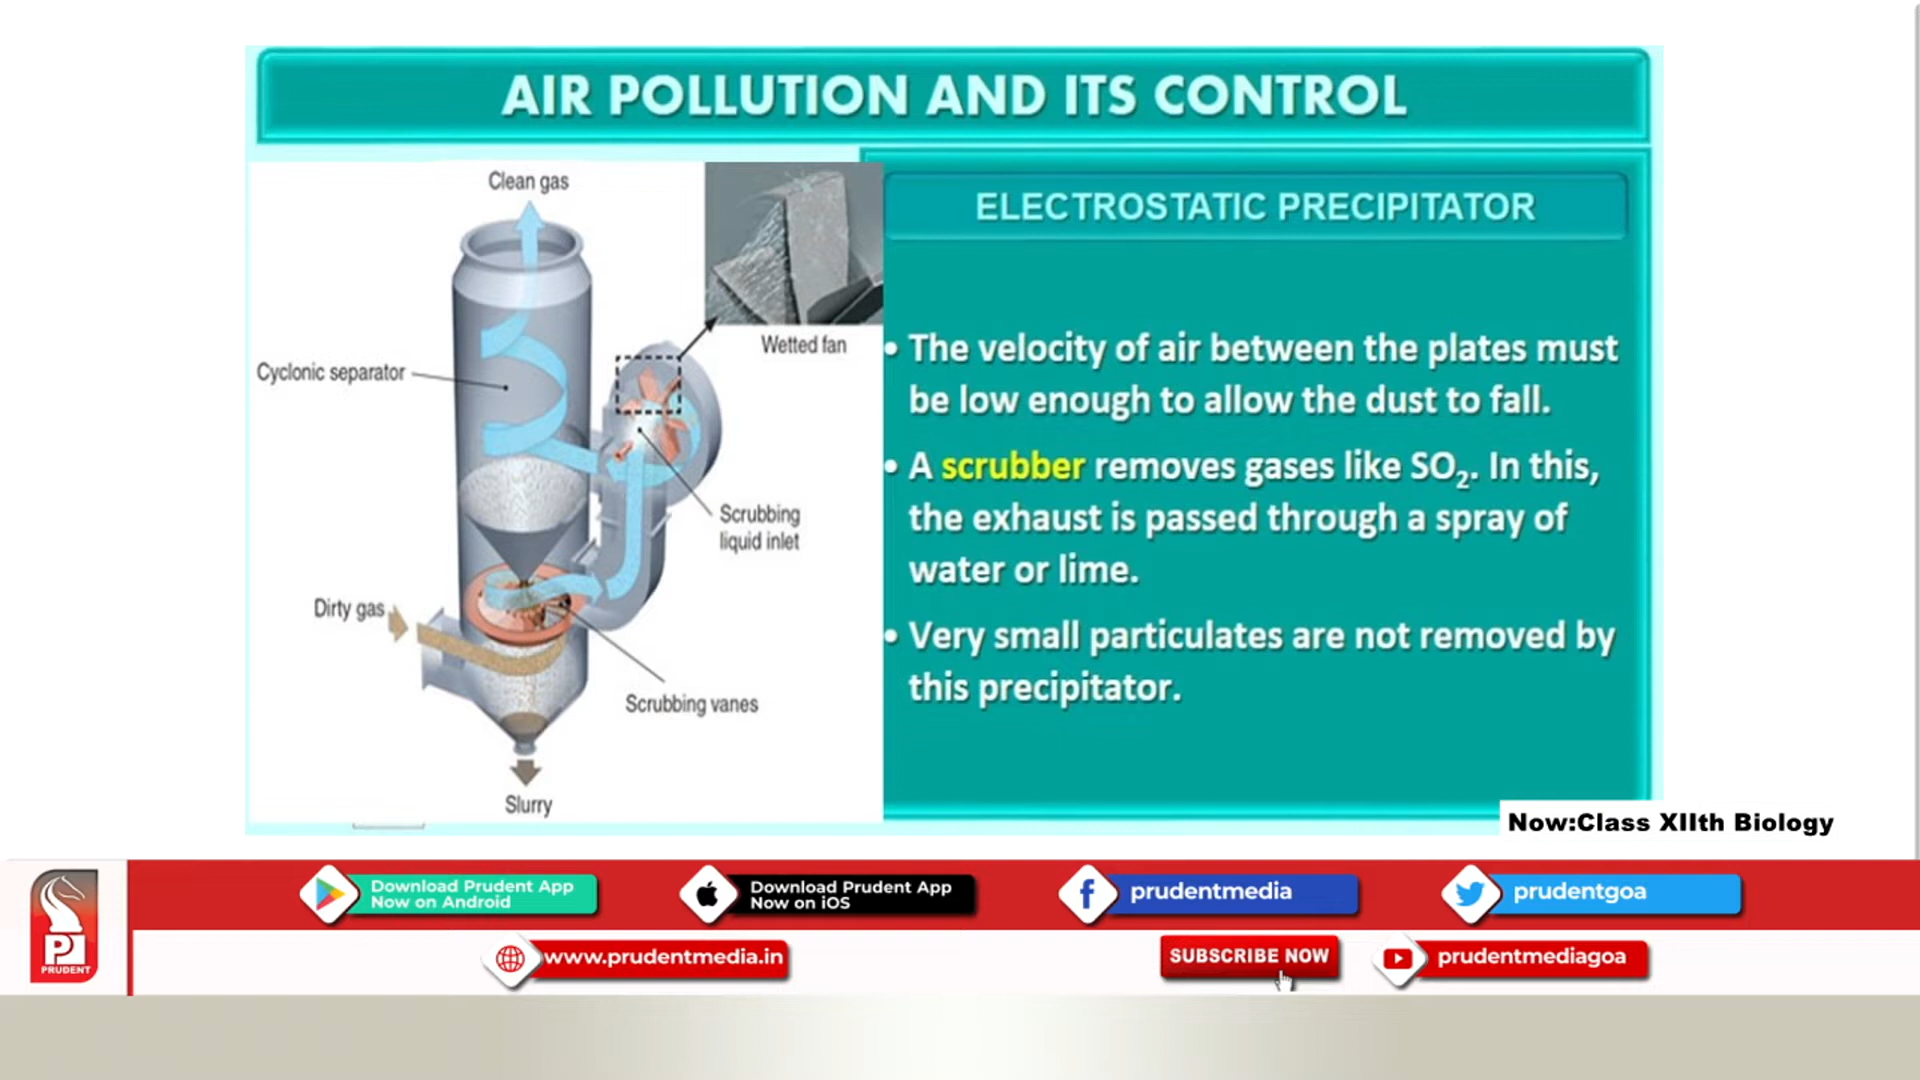 AIR POLLUTION AND ITS CONTROL
Clean gas
Wetted fan
Cyclonic separator
Scrubbing
liquid inlet
Dirty gas
Scrubbing vanes
Slurry
ELECTROSTATIC PRECIPITATOR
• The velocity of air between the plates must
be low enough to allow the dust to fall.
• A scrubber removes gases like SO₂. In this,
the exhaust is passed through a spray of
water or lime.
• Very small particulates are not removed by
this precipitator.
Now:Class XIIth Biology
PRUDENT
Download Prudent App
Now on Android
Download Prudent App
Now on iOS
prudentmedia
prudentgoa
www.prudentmedia.in
SUBSCRIBE NOW
prudentmediagoa